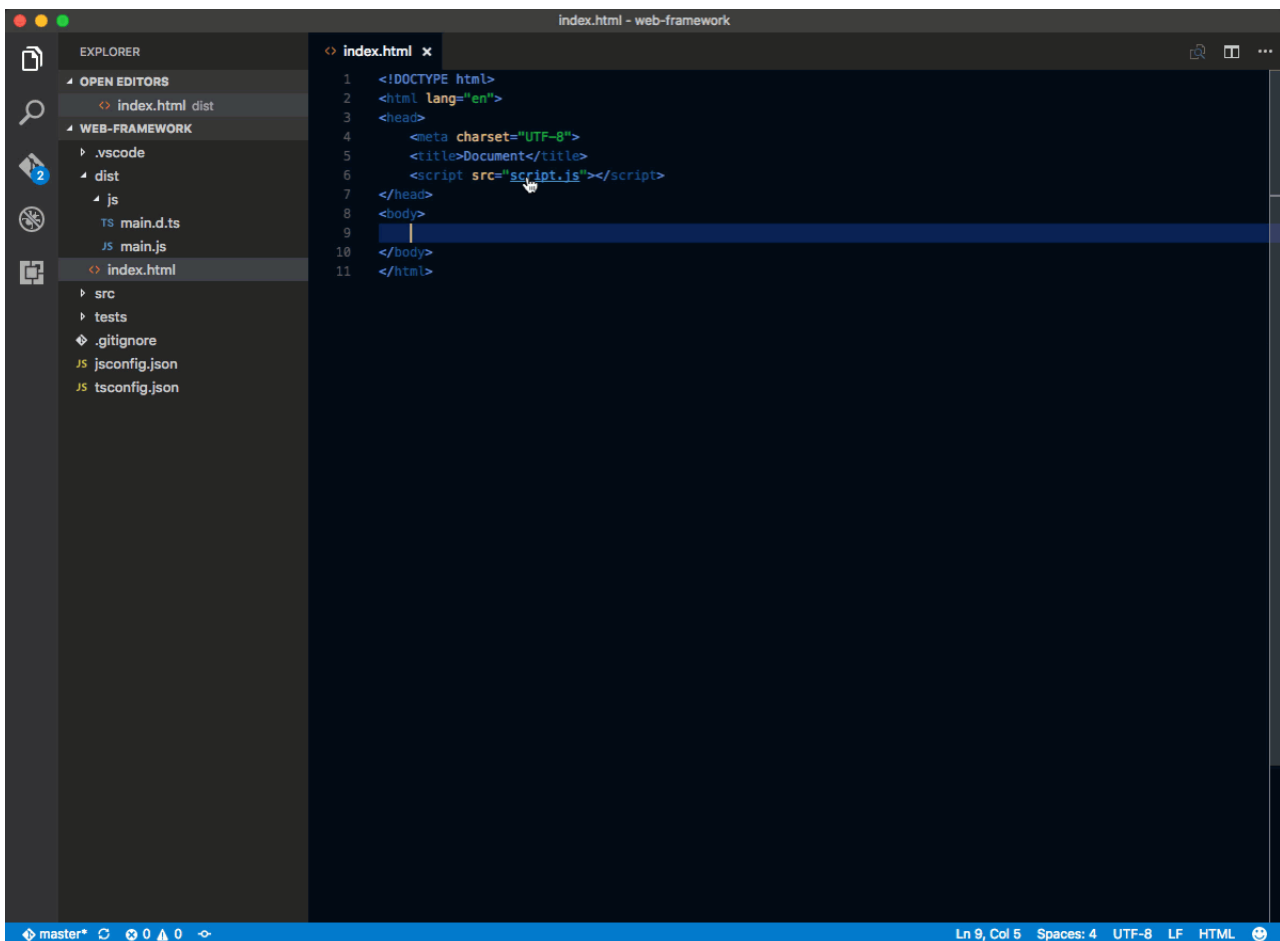 index.html - web-framework
EXPLORER
OPEN EDITORS
index.html dist
WEB-FRAMEWORK
.vscode
dist
js
TS main.d.ts
JS main.js
<> index.html
src
tests
.gitignore
JS jsconfig.json
JS tsconfig.json
2
<> index.html ×
1 <!DOCTYPE html>
2 <html lang="en">
3 <head>
4     <meta charset="UTF-8">
5     <title>Document</title>
6     <script src="script.js"></script>
7 </head>
8 <body>
9
10 </body>
11 </html>
master* 0 0 Ln 9, Col 5 Spaces: 4 UTF-8 LF HTML